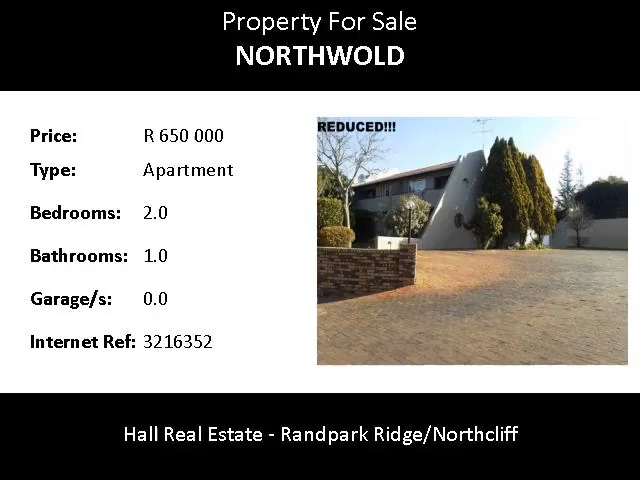 Property For Sale
NORTHWOLD
Price: R 650 000
REDUCED!!!
Type: Apartment
Bedrooms: 2.0
Bathrooms: 1.0
Garage/s: 0.0
Internet Ref: 3216352
Hall Real Estate - Randpark Ridge/Northcliff